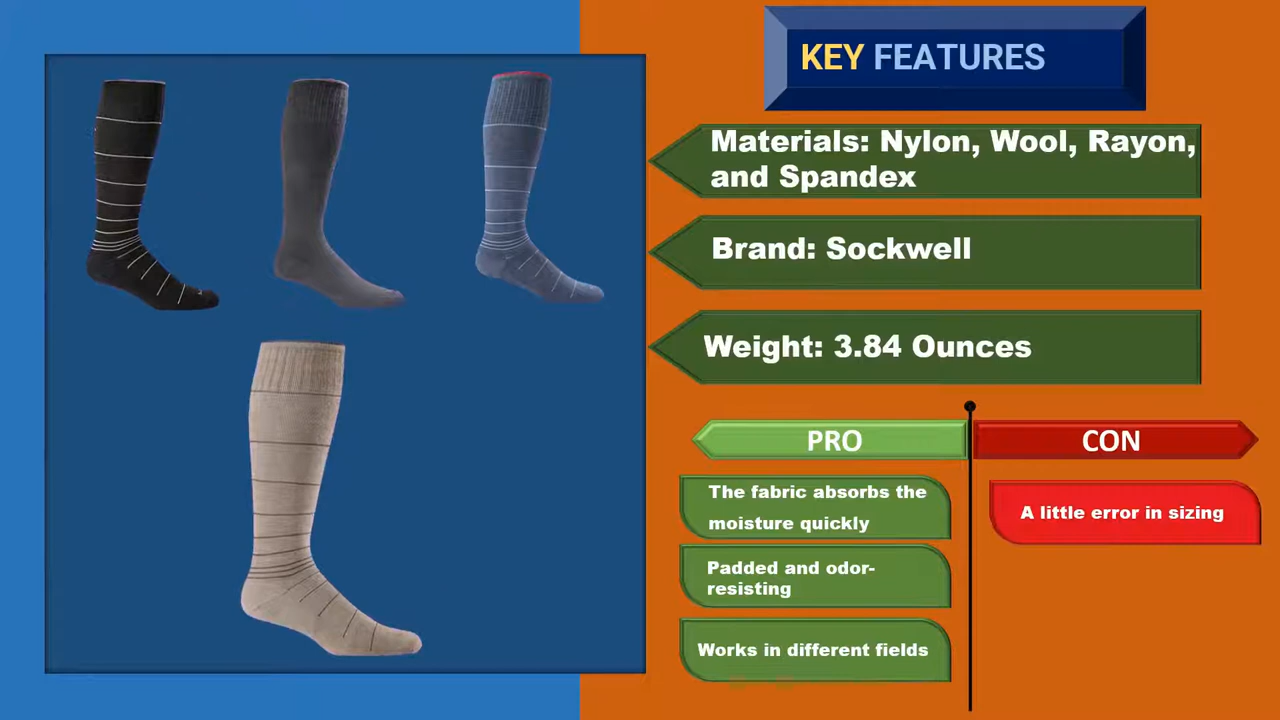 KEY FEATURES
Materials: Nylon, Wool, Rayon,
and Spandex
Brand: Sockwell
Weight: 3.84 Ounces
PRO
CON
The fabric absorbs the
moisture quickly
Padded and odor-
resisting
Works in different fields
A little error in sizing